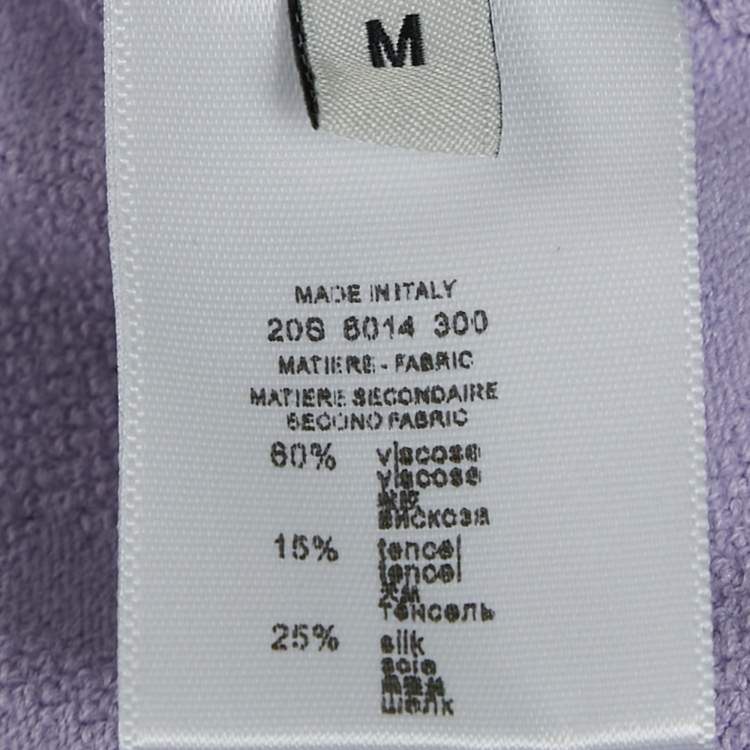 M
MADE IN ITALY
20S 6014 300
MATIERE - FABRIC
MATIERE SECONDAIRE
SECOND FABRIC
60% viscose
viscose
вискоза
15% tencel
tencel
тенсель
25% silk
soie
шелк